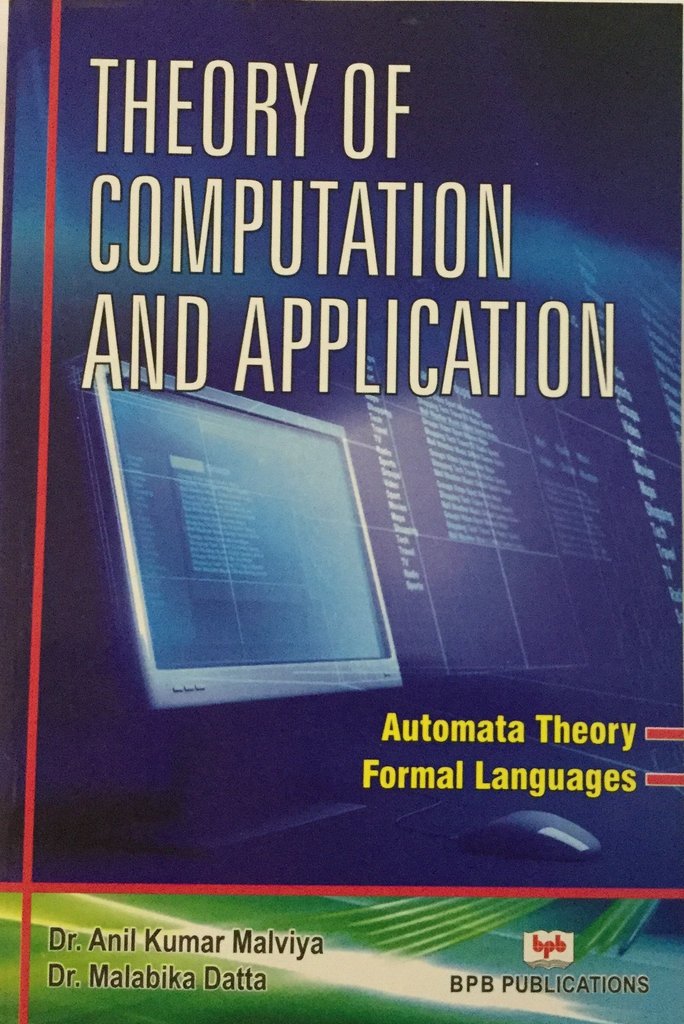 THEORY OF
COMPUTATION
AND APPLICATION
Automata Theory
Formal Languages
Dr. Anil Kumar Malviya
Dr. Malabika Datta
bpb
BPB PUBLICATIONS